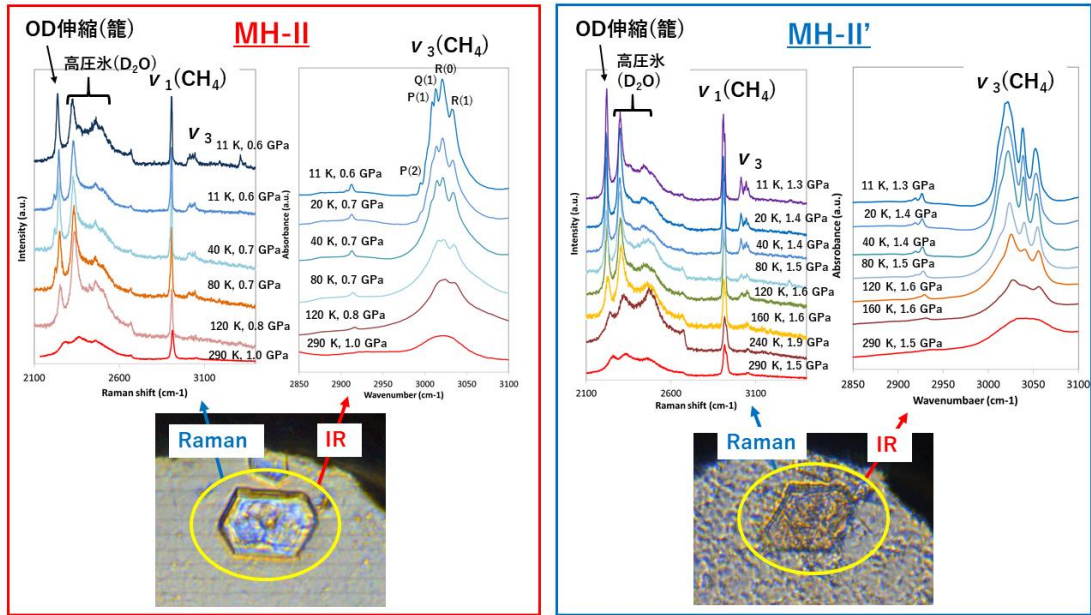 MH-II
OD伸縮(籠)
高圧氷(D₂O)
ν₁(CH₄)
ν₃
Intensity (a.u.)
11 K, 0.6 GPa
11 K, 0.6 GPa
40 K, 0.7 GPa
80 K, 0.7 GPa
120 K, 0.8 GPa
290 K, 1.0 GPa
2100 2600 3100
Raman shift (cm-1)
ν₃(CH₄)
R(0)
Q(1)
P(1)
R(1)
P(2)
Absorbance (a.u.)
11 K, 0.6 GPa
20 K, 0.7 GPa
40 K, 0.7 GPa
80 K, 0.7 GPa
120 K, 0.8 GPa
290 K, 1.0 GPa
2850 2900 2950 3000 3050 3100
Wavenumber (cm-1)
Raman
IR
MH-II’
OD伸縮(籠)
高圧氷
(D₂O)
ν₁(CH₄)
ν₃
Intensity (a.u.)
11 K, 1.3 GPa
20 K, 1.4 GPa
40 K, 1.4 GPa
80 K, 1.5 GPa
120 K, 1.6 GPa
160 K, 1.6 GPa
240 K, 1.9 GPa
290 K, 1.5 GPa
2100 2600 3100
Raman shift (cm-1)
ν₃(CH₄)
Absorbance (a.u.)
11 K, 1.3 GPa
20 K, 1.4 GPa
40 K, 1.4 GPa
80 K, 1.5 GPa
120 K, 1.6 GPa
160 K, 1.6 GPa
290 K, 1.5 GPa
2850 2900 2950 3000 3050 3100
Wavenumbaer (cm-1)
Raman
IR